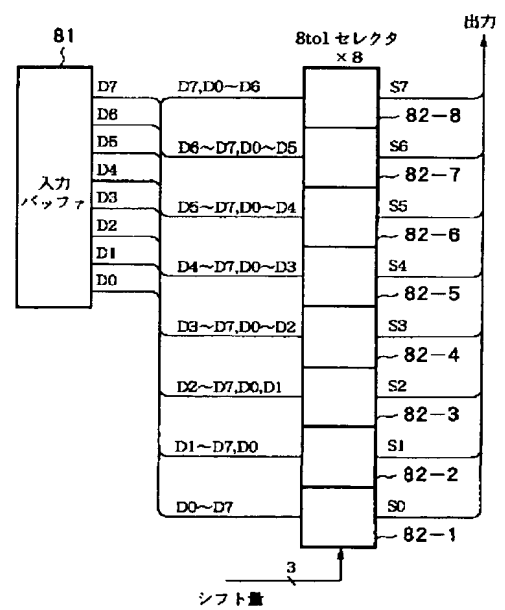 出力
81
8to1 セレクタ
×8
D7
D7,D0～D6
S7
D6
82-8
D5
D6～D7,D0～D5
S6
D4
82-7
入力
バッファ
D3
D5～D7,D0～D4
S5
D2
82-6
D1
D4～D7,D0～D3
S4
D0
82-5
D3～D7,D0～D2
S3
82-4
D2～D7,D0,D1
S2
82-3
D1～D7,D0
S1
82-2
D0～D7
S0
82-1
3
シフト量